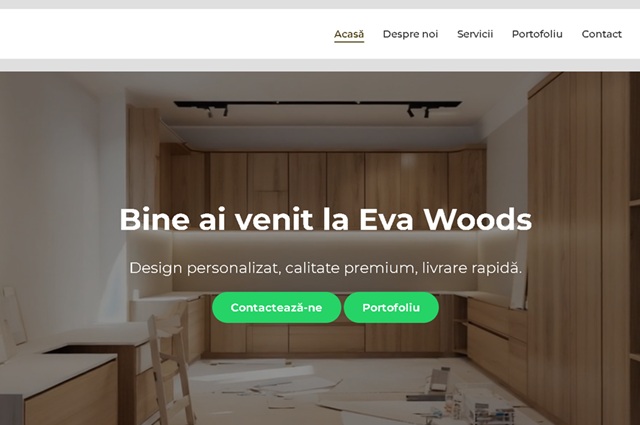 Acasă Despre noi Servicii Portofoliu Contact
Bine ai venit la Eva Woods
Design personalizat, calitate premium, livrare rapidă.
Contactează-ne Portofoliu